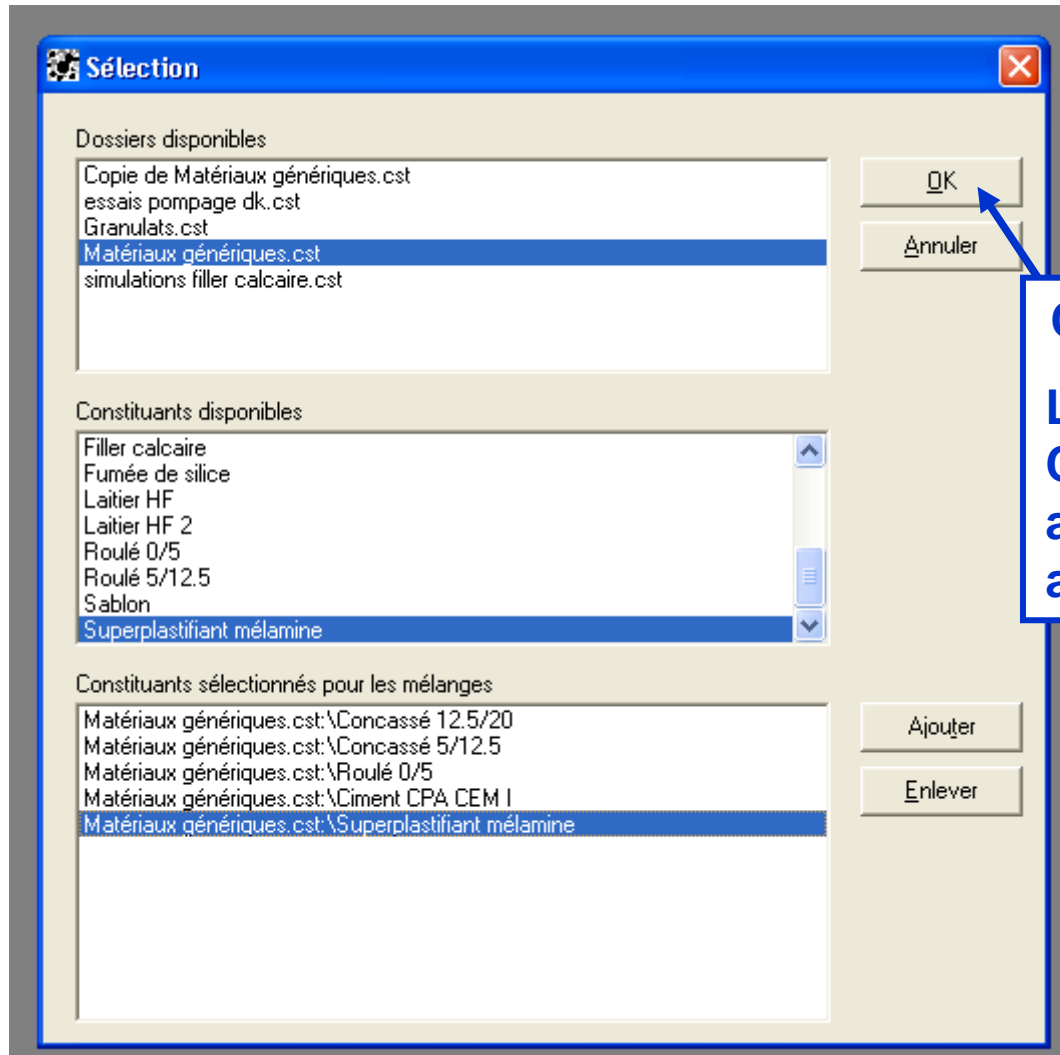 Sélection
Dossiers disponibles
Copie de Matériaux génériques.cst
essais pompage dk.cst
Granulats.cst
Matériaux génériques.cst
simulations filler calcaire.cst
OK
Annuler
Constituants disponibles
Filler calcaire
Fumée de silice
Laitier HF
Laitier HF 2
Roulé 0/5
Roulé 5/12.5
Sablon
Superplastifiant mélamine
Constituants sélectionnés pour les mélanges
Matériaux génériques.cst:\Concassé 12.5/20
Matériaux génériques.cst:\Concassé 5/12.5
Matériaux génériques.cst:\Roulé 0/5
Matériaux génériques.cst:\Ciment CPA CEM I
Matériaux génériques.cst:\Superplastifiant mélamine
Ajouter
Enlever